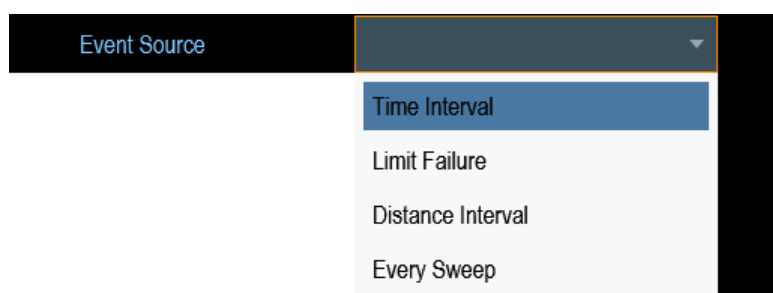 Event Source
Time Interval
Limit Failure
Distance Interval
Every Sweep